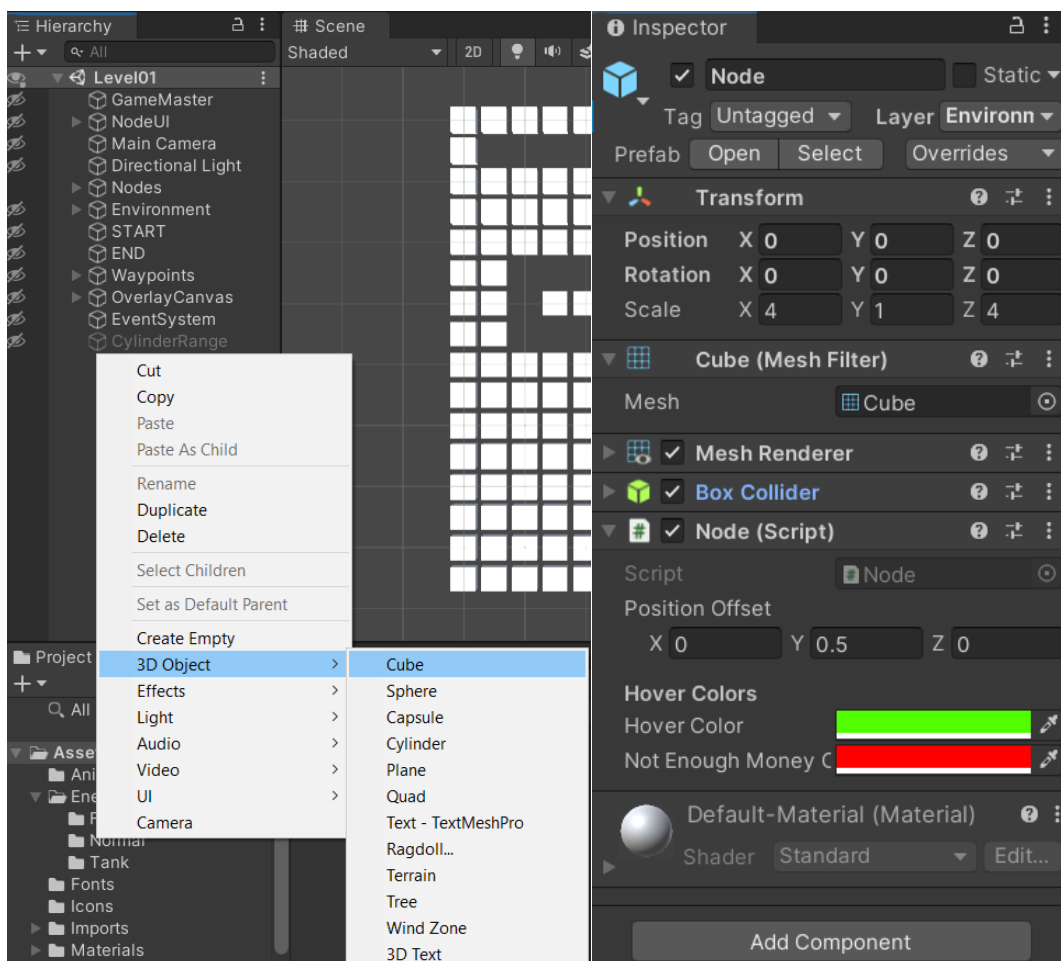 Hierarchy
All
Level01
GameMaster
NodeUI
Main Camera
Directional Light
Nodes
Environment
START
END
Waypoints
OverlayCanvas
EventSystem
CylinderRange
Cut
Copy
Paste
Paste As Child
Rename
Duplicate
Delete
Select Children
Set as Default Parent
Create Empty
3D Object
Effects
Light
Audio
Video
UI
Camera
Cube
Sphere
Capsule
Cylinder
Plane
Quad
Text - TextMeshPro
Ragdoll...
Terrain
Tree
Wind Zone
3D Text
Project
All
Asse
Ani
Ene
F
Normal
Tank
Fonts
Icons
Imports
Materials
# Scene
Shaded 2D
Inspector
Node Static
Tag Untagged Layer Environn
Prefab Open Select Overrides
Transform
Position X 0 Y 0 Z 0
Rotation X 0 Y 0 Z 0
Scale X 4 Y 1 Z 4
Cube (Mesh Filter)
Mesh Cube
Mesh Renderer
Box Collider
# Node (Script)
Script # Node
Position Offset
X 0 Y 0.5 Z 0
Hover Colors
Hover Color
Not Enough Money C
Default-Material (Material)
Shader Standard Edit...
Add Component